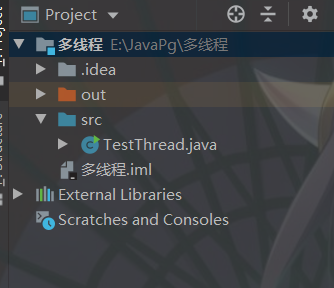 Project
多线程 E:\JavaPg\多线程
.idea
out
src
TestThread.java
多线程.iml
External Libraries
Scratches and Consoles